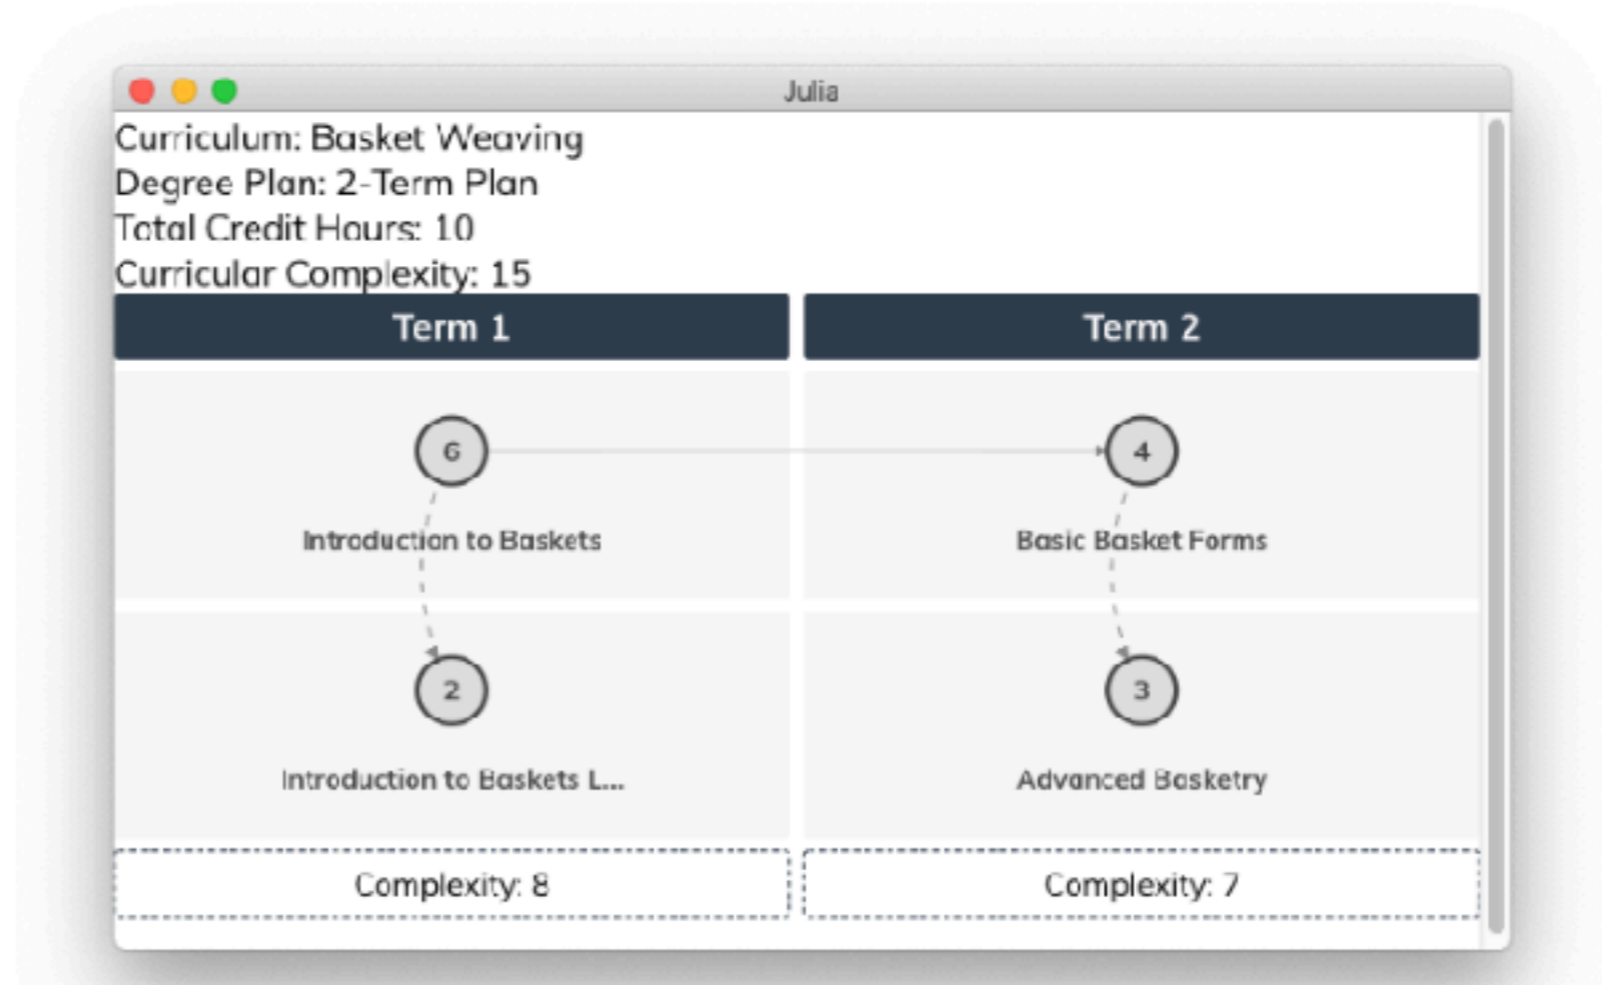 Julia
Curriculum: Basket Weaving
Degree Plan: 2-Term Plan
Total Credit Hours: 10
Curricular Complexity: 15
Term 1
Term 2
6
4
Introduction to Baskets
Basic Basket Forms
2
3
Introduction to Baskets L...
Advanced Basketry
Complexity: 8
Complexity: 7